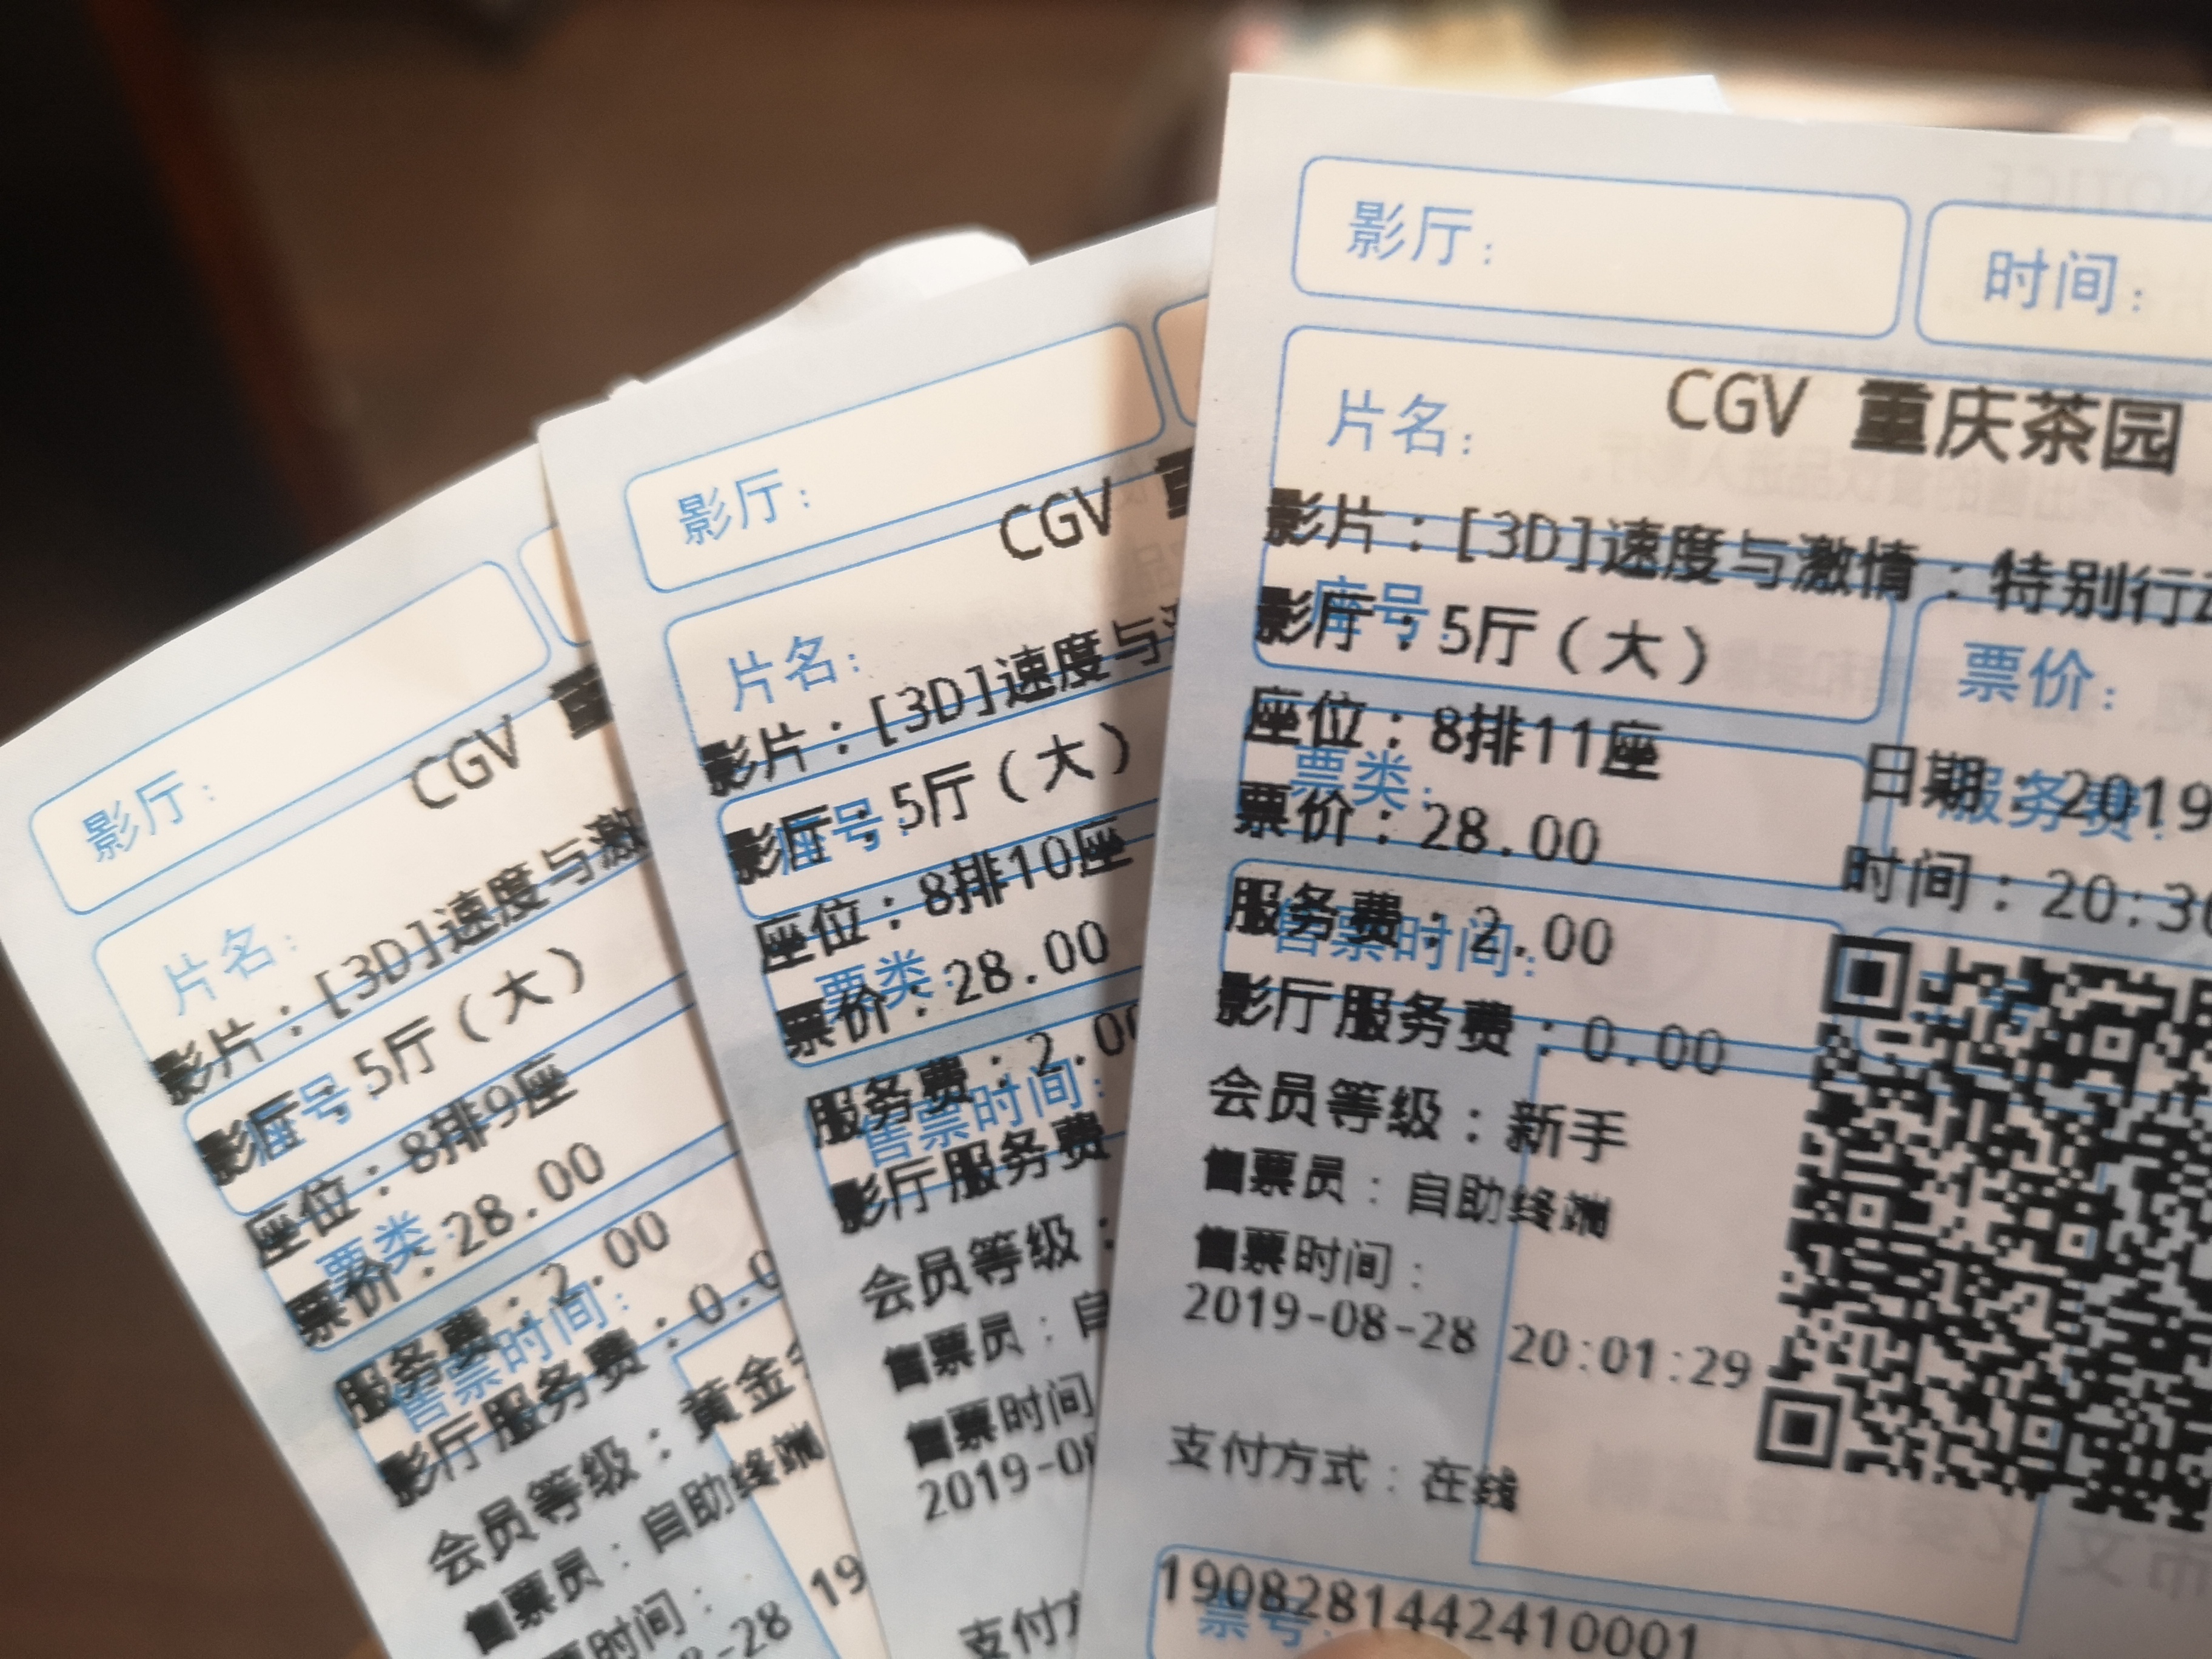 影厅:
CGV 重
片名:
影片：[3D]速度与激
影厅：5厅（大）
座号
座位：8排9座
票类:
票价：28.00
服务费：2.00
售票时间:
影厅服务费：0.0
会员等级：黄金
售票员：自助终端
票时间：
-28
19
影厅:
CGV 重
片名:
影片：[3D]速度与
影厅：5厅（大）
座号:
座位：8排10座
票类:
票价：28.00
服务费：2.00
售票时间:
影厅服务费
会员等级：
售票员：自
售票时间
2019-08
支付方
影厅:
时间:
片名:
CGV 重庆茶园
影片：[3D]速度与激情：特别行动
座号:
影厅：5厅（大）
票价:
座位：8排11座
日期：2019
票类:
服务费:
票价：28.00
时间：20:30
服务费：2.00
售票时间:
影厅服务费：0.00
会员等级：新手
售票员：自助终端
售票时间：
2019-08-28 20:01:29
支付方式：在线
1908281442410001
票号: